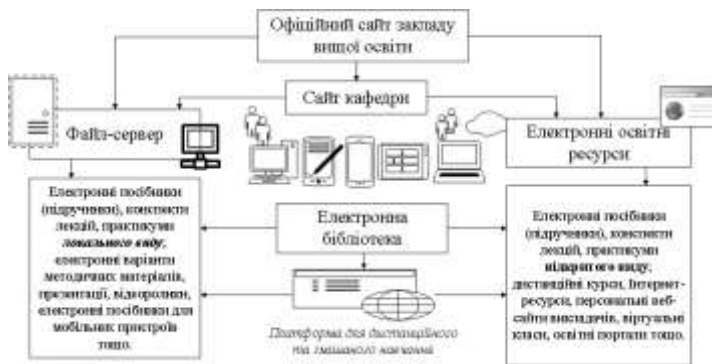 Офіційний сайт закладу
вищої освіти
Сайт кафедри
Файл-сервер
Електронні освітні
ресурси
Електронні посібники
(підручники), конспекти
лекцій, практикуми
локального виду,
електронні варіанти
методичних матеріалів,
презентації, відеоролики,
електронні посібники для
мобільних пристроїв
тощо.
Електронна
бібліотека
Платформа для дистанційного
та змішаного навчання
Електронні посібники
(підручники), конспекти
лекцій, практикуми
відкритого виду,
дистанційні курси, Інтернет-
ресурси, персональні веб-
сайти викладачів, віртуальні
класи, освітні портали тощо.